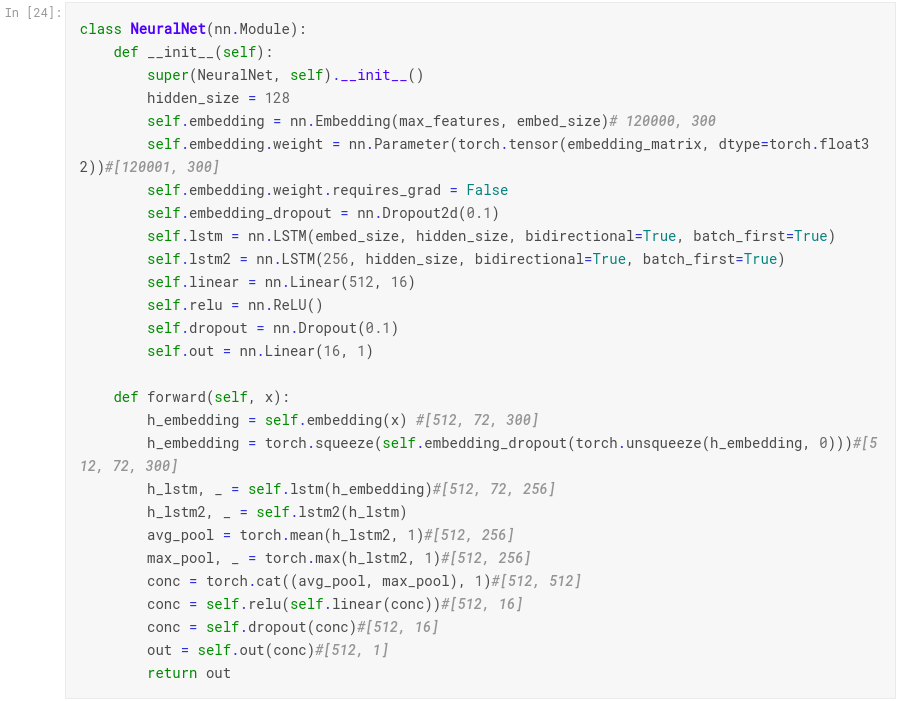 In [24]:
class NeuralNet(nn.Module):
    def __init__(self):
        super(NeuralNet, self).__init__()
        hidden_size = 128
        self.embedding = nn.Embedding(max_features, embed_size)# 120000, 300
        self.embedding.weight = nn.Parameter(torch.tensor(embedding_matrix, dtype=torch.float3
2))#[120001, 300]
        self.embedding.weight.requires_grad = False
        self.embedding_dropout = nn.Dropout2d(0.1)
        self.lstm = nn.LSTM(embed_size, hidden_size, bidirectional=True, batch_first=True)
        self.lstm2 = nn.LSTM(256, hidden_size, bidirectional=True, batch_first=True)
        self.linear = nn.Linear(512, 16)
        self.relu = nn.ReLU()
        self.dropout = nn.Dropout(0.1)
        self.out = nn.Linear(16, 1)

    def forward(self, x):
        h_embedding = self.embedding(x) #[512, 72, 300]
        h_embedding = torch.squeeze(self.embedding_dropout(torch.unsqueeze(h_embedding, 0)))#[5
12, 72, 300]
        h_lstm, _ = self.lstm(h_embedding)#[512, 72, 256]
        h_lstm2, _ = self.lstm2(h_lstm)
        avg_pool = torch.mean(h_lstm2, 1)#[512, 256]
        max_pool, _ = torch.max(h_lstm2, 1)#[512, 256]
        conc = torch.cat((avg_pool, max_pool), 1)#[512, 512]
        conc = self.relu(self.linear(conc))#[512, 16]
        conc = self.dropout(conc)#[512, 16]
        out = self.out(conc)#[512, 1]
        return out